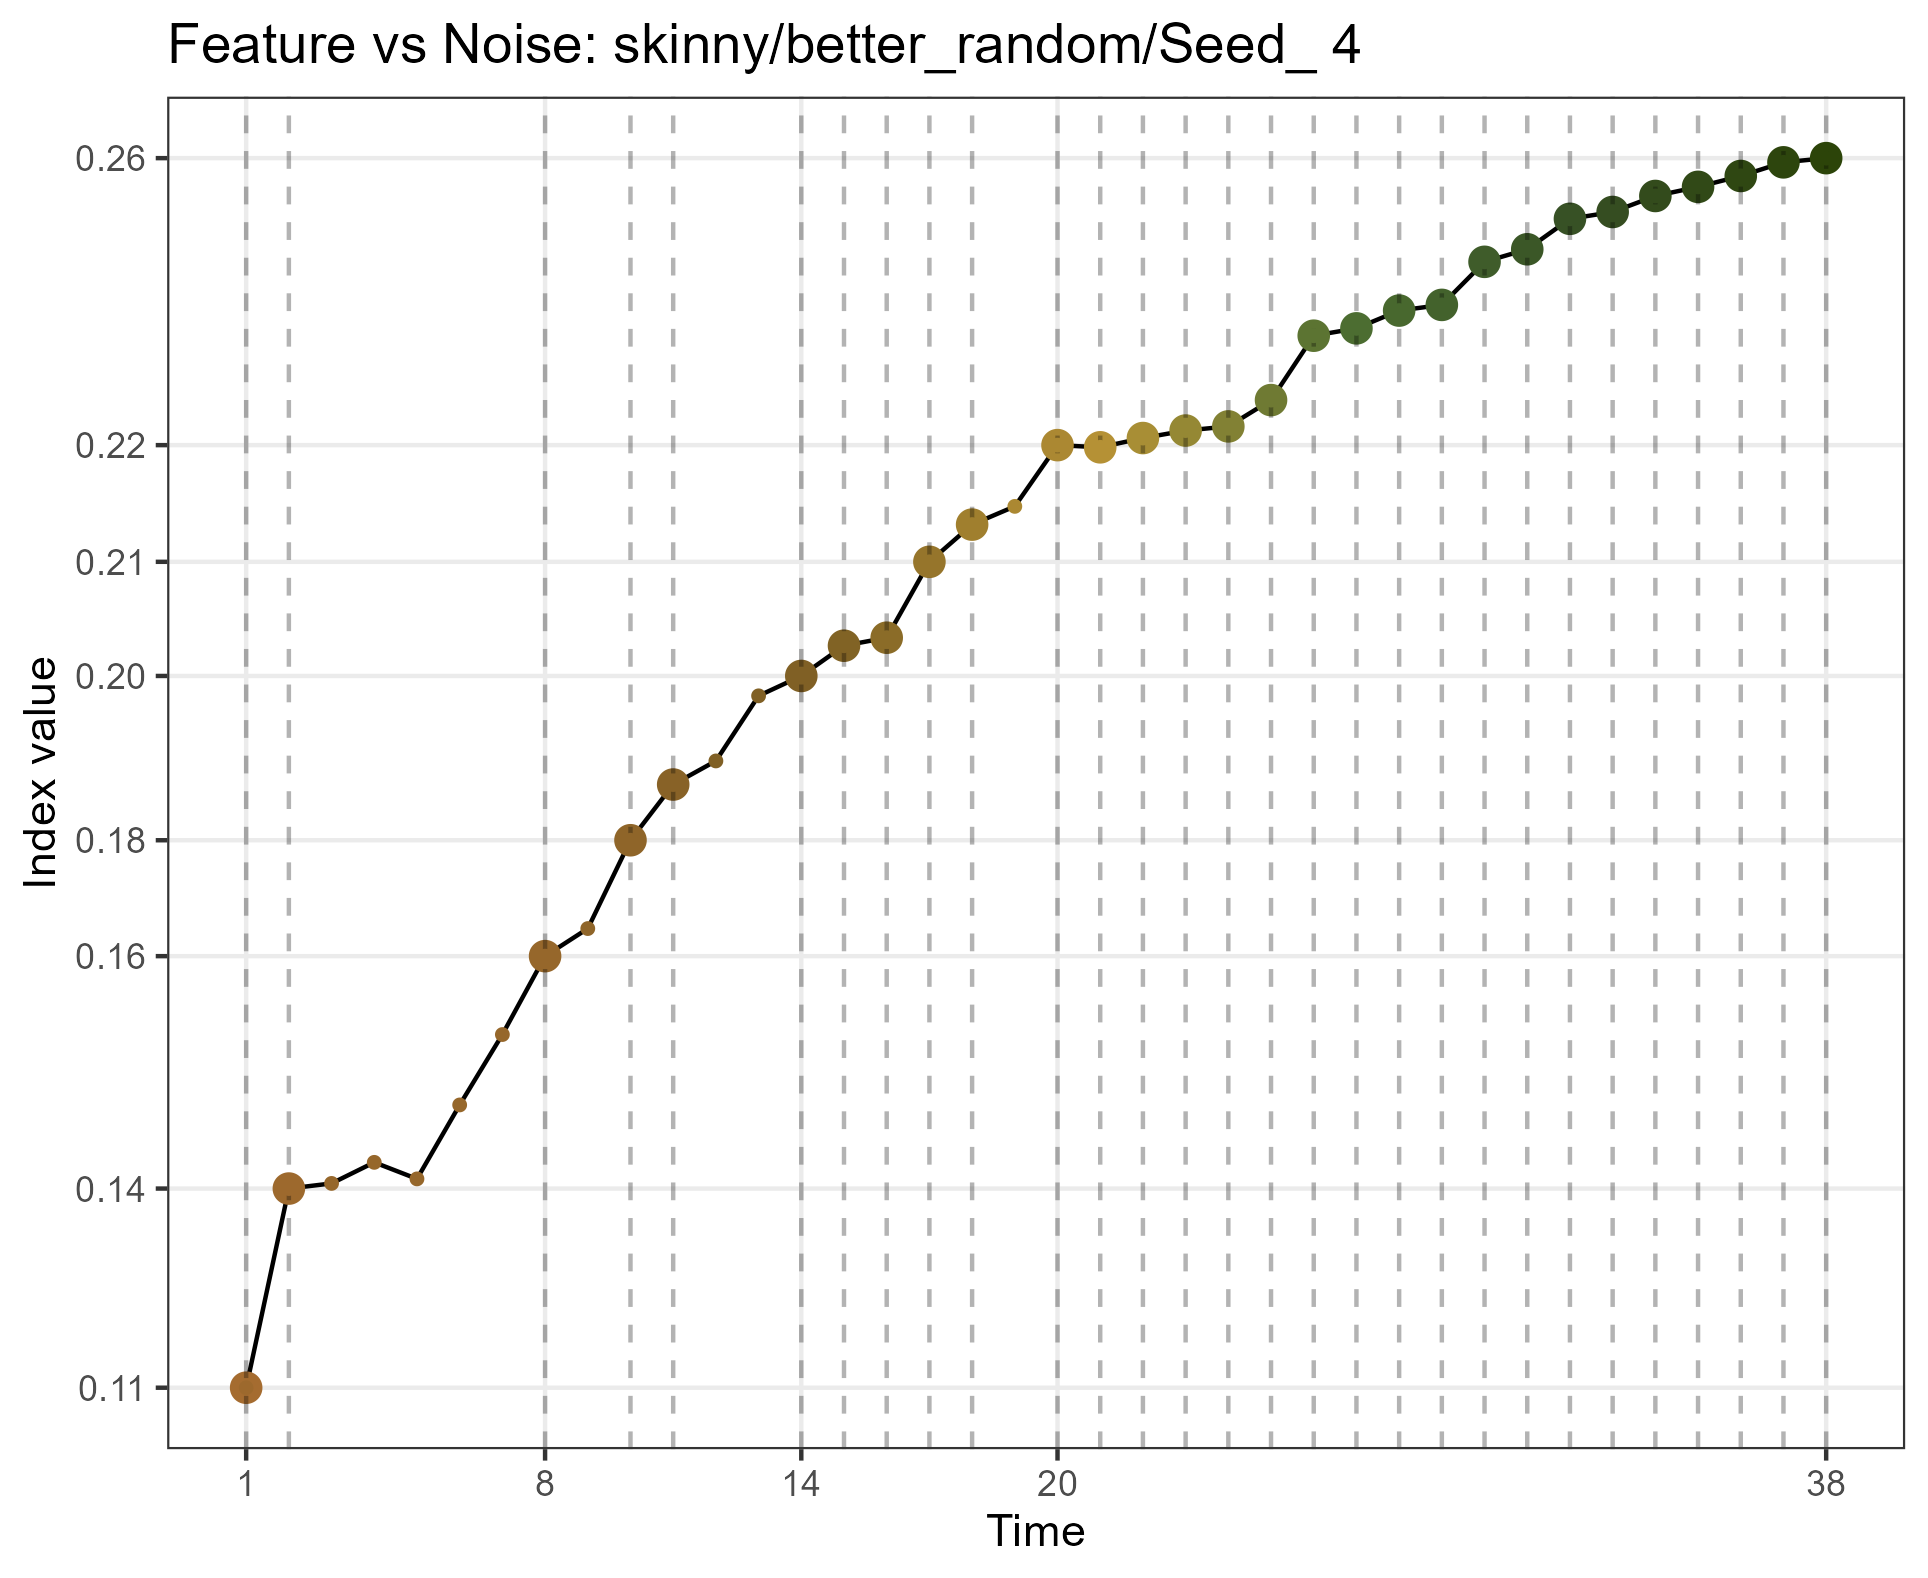 Feature vs Noise: skinny/better_random/Seed_ 4
0.26
0.22
0.21
0.20
0.18
0.16
0.14
0.11
Index value
1 8 14 20 38
Time